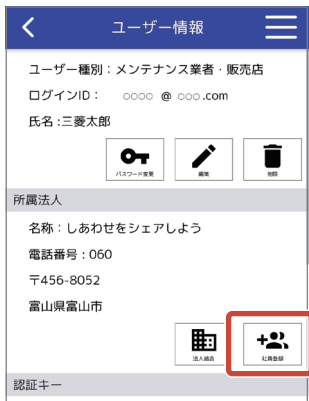 ユーザー情報
ユーザー種別：メンテナンス業者・販売店
ログインID： ○○○○ @ ○○○.com
氏名:三菱太郎
パスワード変更 編集 削除
所属法人
名称：しあわせをシェアしよう
電話番号：060
〒456-8052
富山県富山市
法人結合 社員登録
認証キー